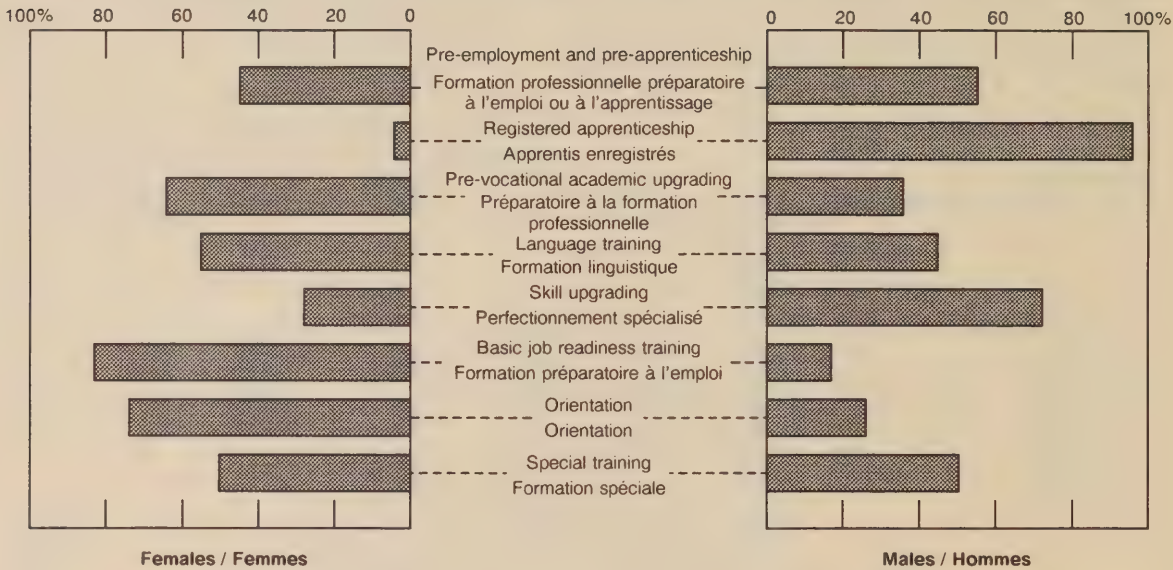 100% 80 60 40 20 0
0 20 40 60 80 100%
Pre-employment and pre-apprenticeship
Formation professionnelle préparatoire
à l'emploi ou à l'apprentissage
Registered apprenticeship
Apprentis enregistrés
Pre-vocational academic upgrading
Préparatoire à la formation
professionnelle
Language training
Formation linguistique
Skill upgrading
Perfectionnement spécialisé
Basic job readiness training
Formation préparatoire à l'emploi
Orientation
Orientation
Special training
Formation spéciale
Females / Femmes
Males / Hommes